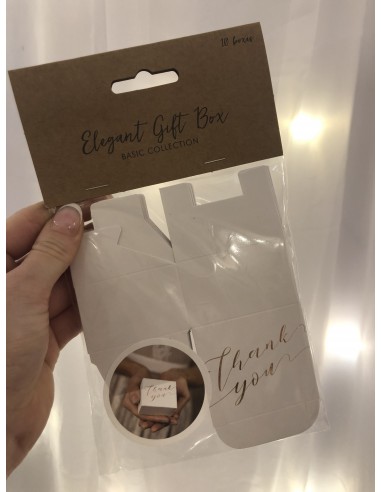 10 boxes
Elegant Gift Box
BASIC COLLECTION
Thank
you
Thank
you